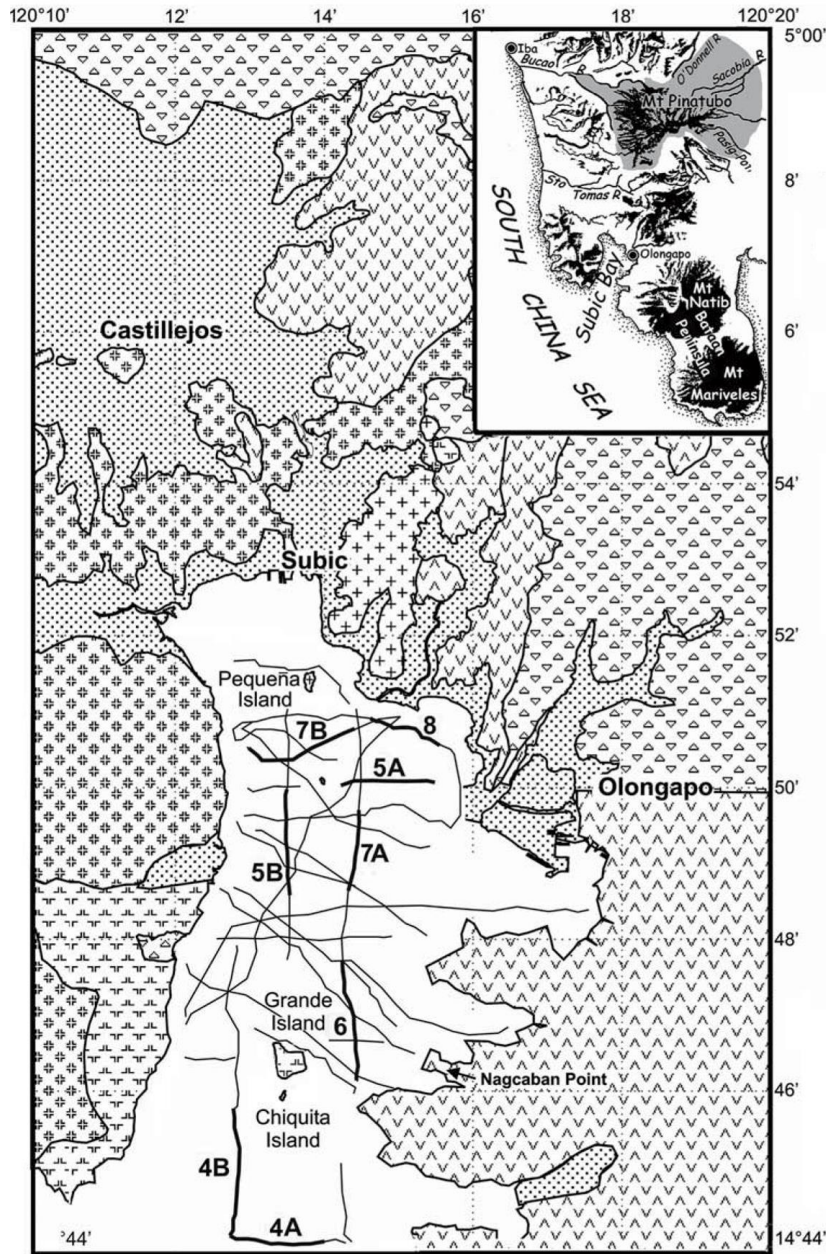 120°10'
12'
14'
16'
18'
120°20'
5°00'
Iba
Bucao
R
O'Donnell R
Sacobia R
Mt Pinatubo
Pasig-Pot
Sto
Tomas R
SOUTH CHINA SEA
Subic Bay
Olongapo
Mt
Natib
Bataan
Peninsula
Mt
Mariveles
8'
Castillejos
6'
54'
Subic
52'
Pequeña
Island
7B
8
5A
50'
Olongapo
5B
7A
48'
Grande
Island
6
Nagcaban Point
46'
Chiquita
Island
4B
4A
°44'
14°44'